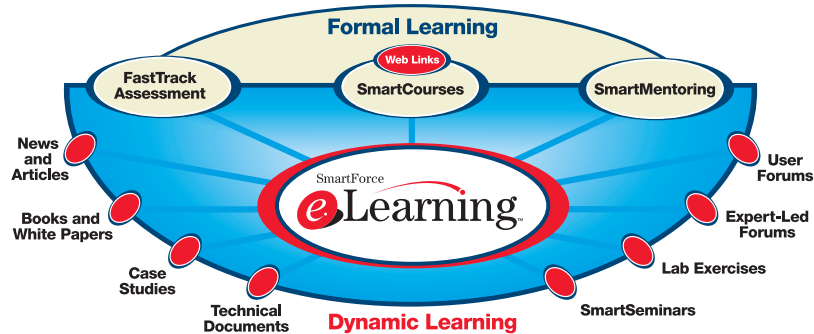 Formal Learning
Web Links
FastTrack
Assessment
SmartCourses
SmartMentoring
News
and
Articles
User
Forums
SmartForce
e.Learning™
Books and
White Papers
Expert-Led
Forums
Case
Studies
Lab Exercises
Technical
Documents
SmartSeminars
Dynamic Learning